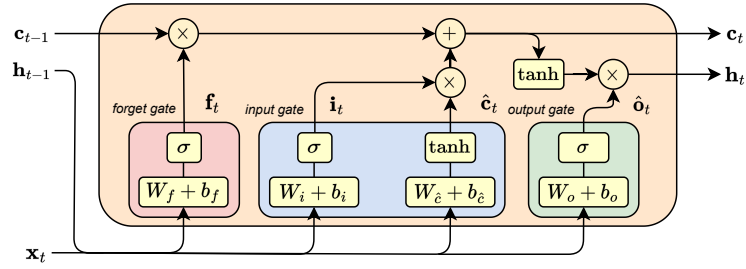 c_{t−1} × + c_t
h_{t−1} tanh × h_t
×
forget gate f_t input gate i_t ĉ_t output gate ô_t
σ σ tanh σ
W_f + b_f W_i + b_i W_ĉ + b_ĉ W_o + b_o
x_t